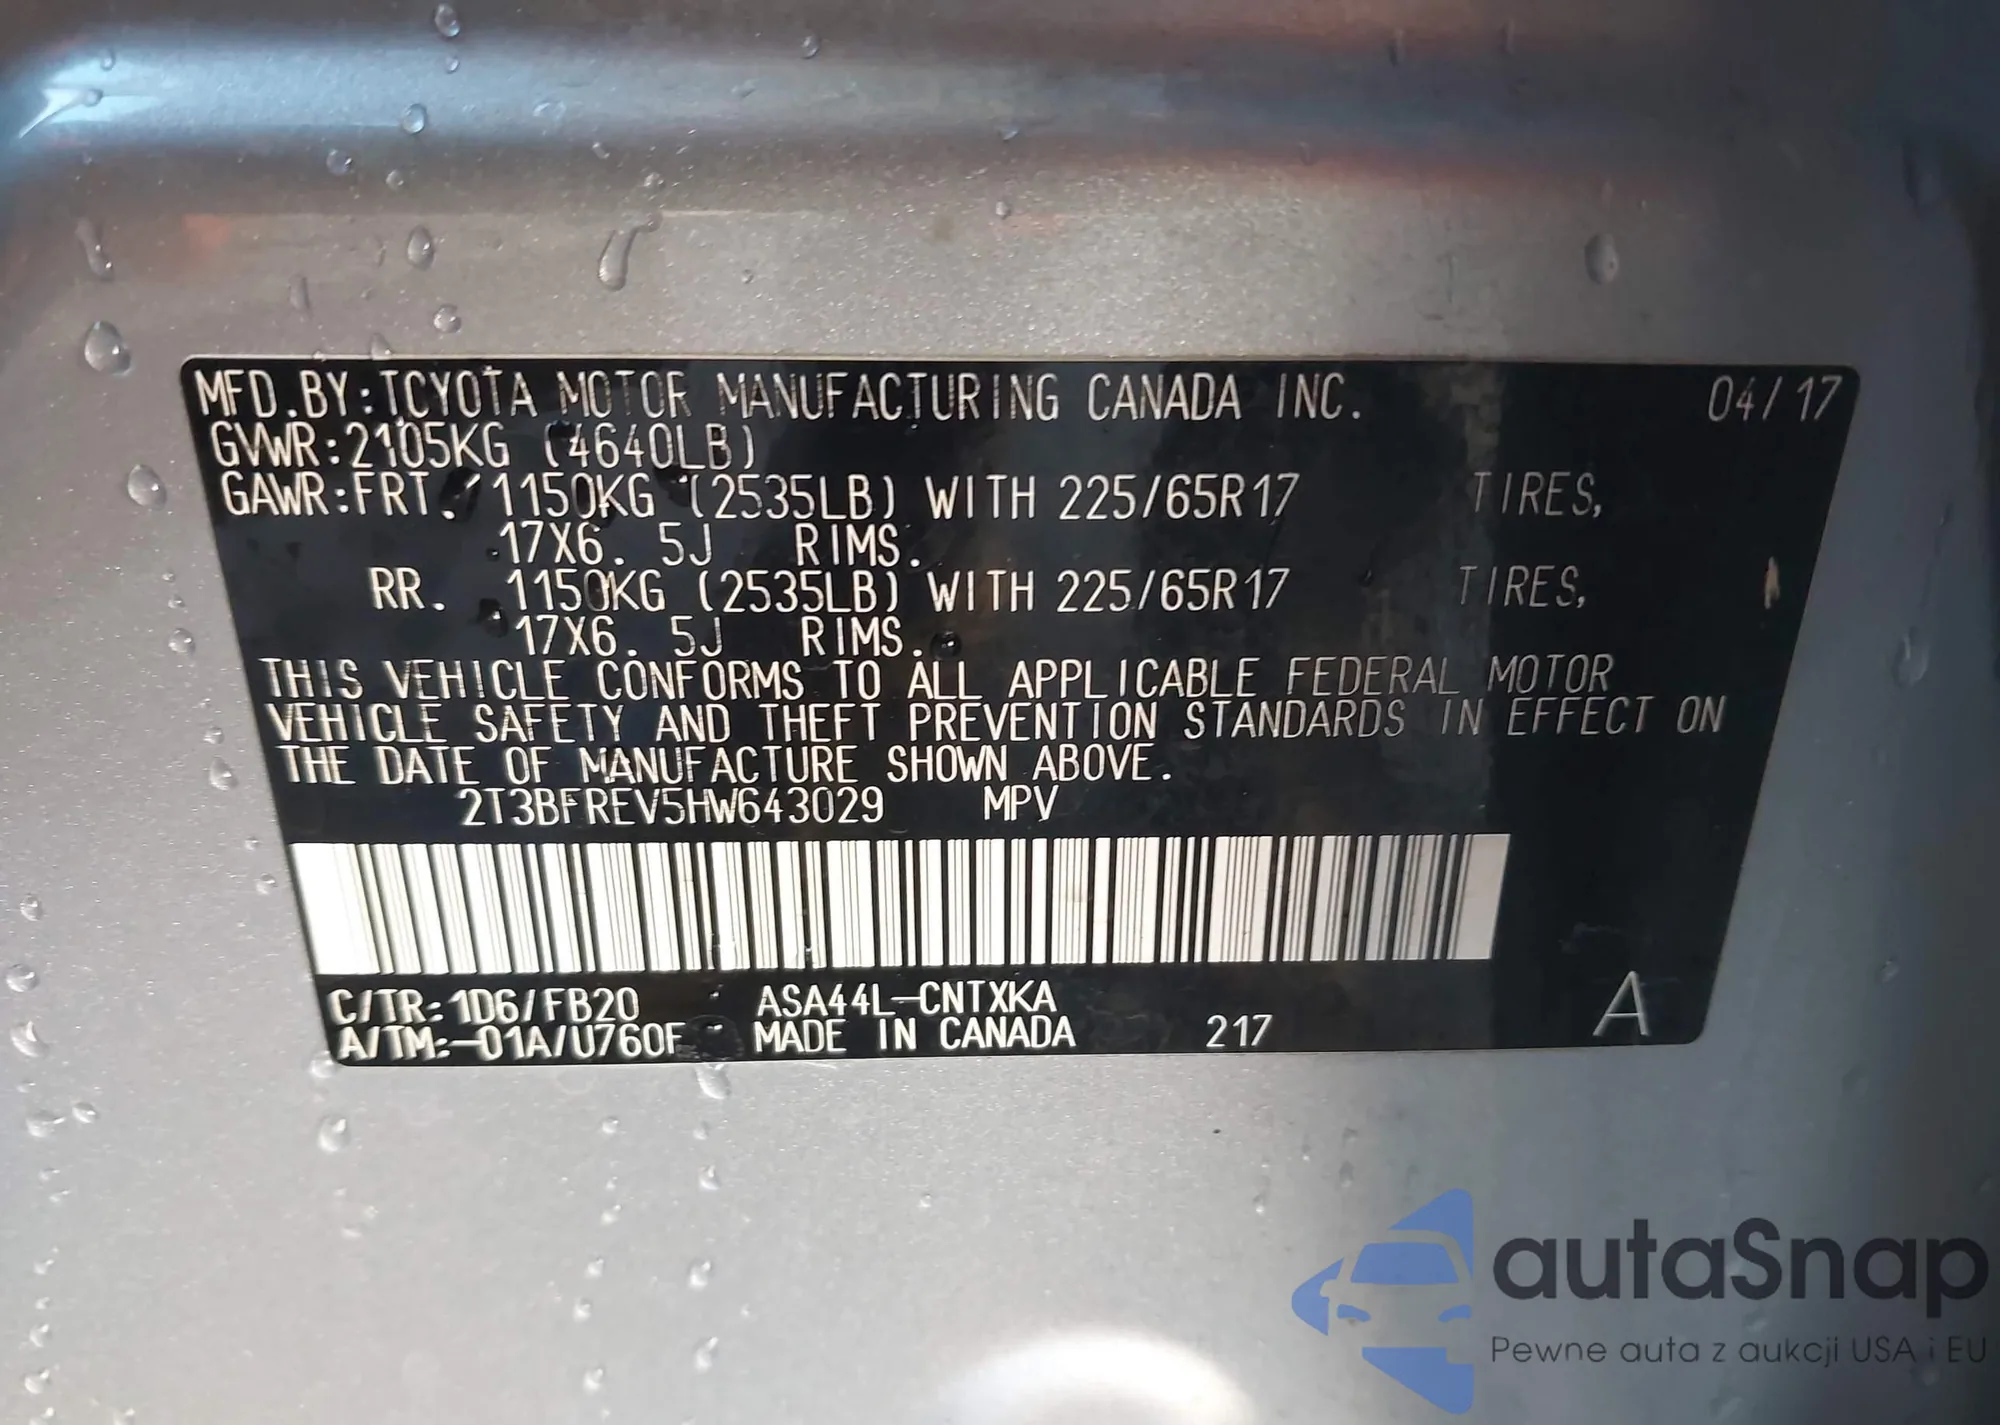 MFD.BY:TOYOTA MOTOR MANUFACTURING CANADA INC. 04/17
GVWR:2105KG (4640LB)
GAWR:FRT. 1150KG (2535LB) WITH 225/65R17 TIRES,
17X6. 5J RIMS.
RR. 1150KG (2535LB) WITH 225/65R17 TIRES,
17X6. 5J RIMS.
THIS VEHICLE CONFORMS TO ALL APPLICABLE FEDERAL MOTOR
VEHICLE SAFETY AND THEFT PREVENTION STANDARDS IN EFFECT ON
THE DATE OF MANUFACTURE SHOWN ABOVE.
2T3BFREV5HW643029 MPV
C/TR:1D6/FB20 ASA44L-CNTXKA
A/TM:-01A/U760F MADE IN CANADA 217 A
autaSnap
Pewne auta z aukcji USA i EU